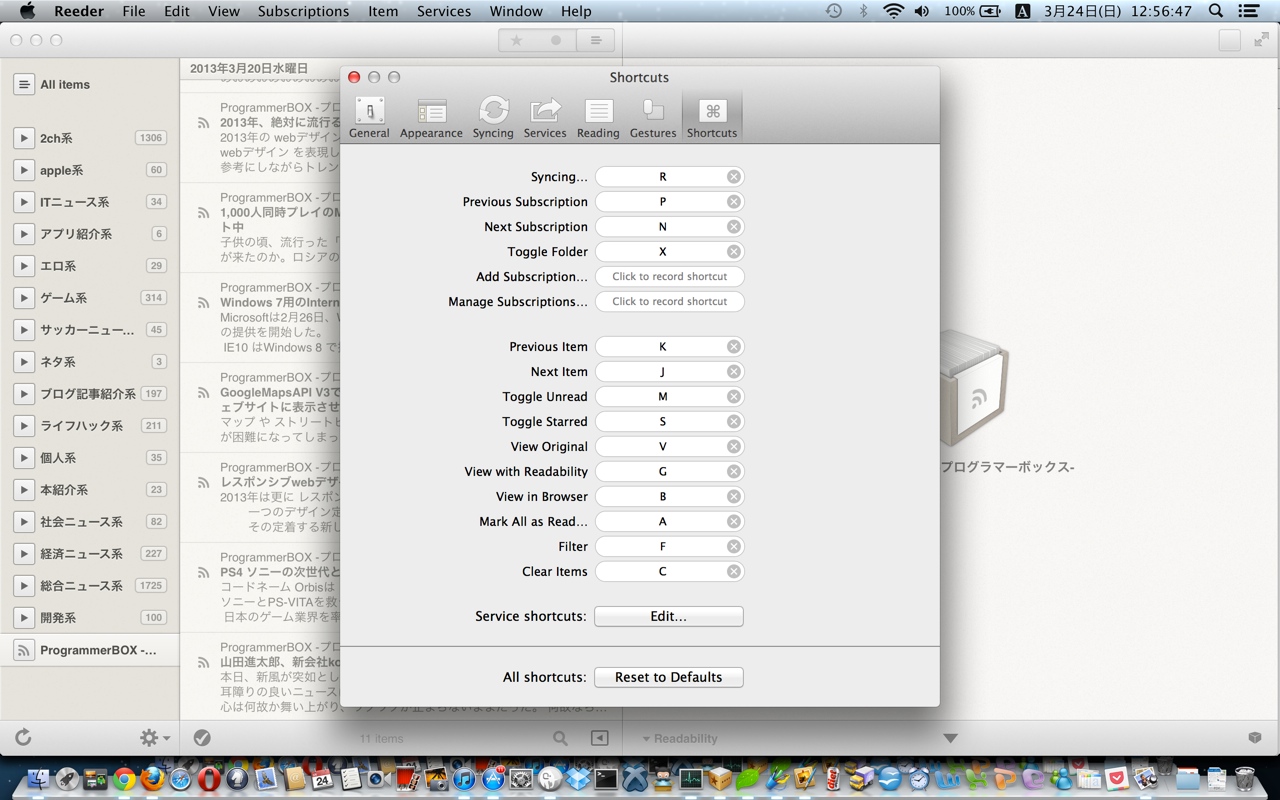 Reeder File Edit View Subscriptions Item Services Window Help 100% A 3月24日(日) 12:56:47
Shortcuts
General Appearance Syncing Services Reading Gestures Shortcuts
Syncing... R
Previous Subscription P
Next Subscription N
Toggle Folder X
Add Subscription... Click to record shortcut
Manage Subscriptions... Click to record shortcut
Previous Item K
Next Item J
Toggle Unread M
Toggle Starred S
View Original V
View with Readability G
View in Browser B
Mark All as Read... A
Filter F
Clear Items C
Service shortcuts: Edit...
All shortcuts: Reset to Defaults
All items
2ch系 1306
apple系 60
ITニュース系 34
アプリ紹介系 6
エロ系 29
ゲーム系 314
サッカーニュー... 45
ネタ系 3
ブログ記事紹介系 197
ライフハック系 211
個人系 35
本紹介系 23
社会ニュース系 82
経済ニュース系 227
総合ニュース系 1725
開発系 100
ProgrammerBOX -...
2013年3月20日水曜日
ProgrammerBOX -プロ
2013年、絶対に流行る
2013年の webデザイン
webデザイン を表現し
参考にしながらトレン
ProgrammerBOX -プロ
1,000人同時プレイのM
ト中
子供の頃、流行った「
が来たのか。ロシアの
ProgrammerBOX -プロ
Windows 7用のIntern
Microsoftは2月26日、W
の提供を開始した。
IE10 はWindows 8 で
ProgrammerBOX -プロ
GoogleMapsAPI V3で
ェブサイトに表示させ
マップ や ストリートビ
が困難になってしまっ
ProgrammerBOX -プロ
レスポンシブwebデザ
2013年は更に レスポン
一つのデザイン定
その定着する新し
ProgrammerBOX -プロ
PS4 ソニーの次世代と
コードネーム Orbisは
ソニーとPS-VITAを救
日本のゲーム業界を率
ProgrammerBOX -プロ
山田進太郎、新会社ko
本日、新風が突如とし
耳障りの良いニュース
心は何故か舞い上がり、
11 items
Readability
プログラマーボックス-
24